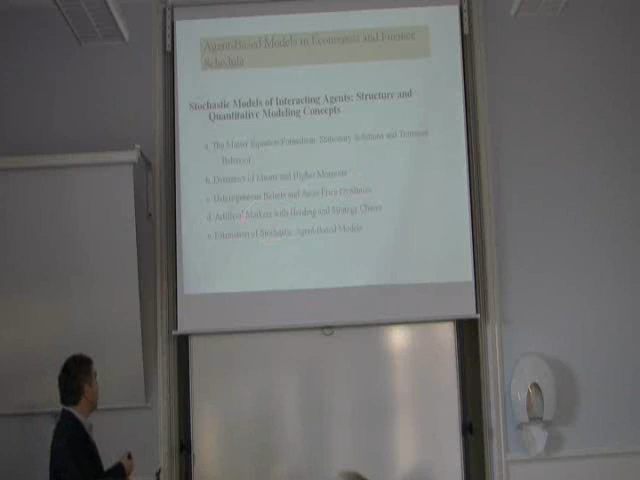 Agent-Based Models in Economics and Finance
Schedule
Stochastic Models of Interacting Agents: Structure and
Quantitative Modeling Concepts
a. The Master Equation Formalism: Stationary Solutions and Transient
Behavior
b. Dynamics of Means and Higher Moments
c. Heterogeneous Beliefs and Asset Price Dynamics
d. Artificial Markets with Herding and Strategy Choice
e. Estimation of Stochastic Agent-Based Models